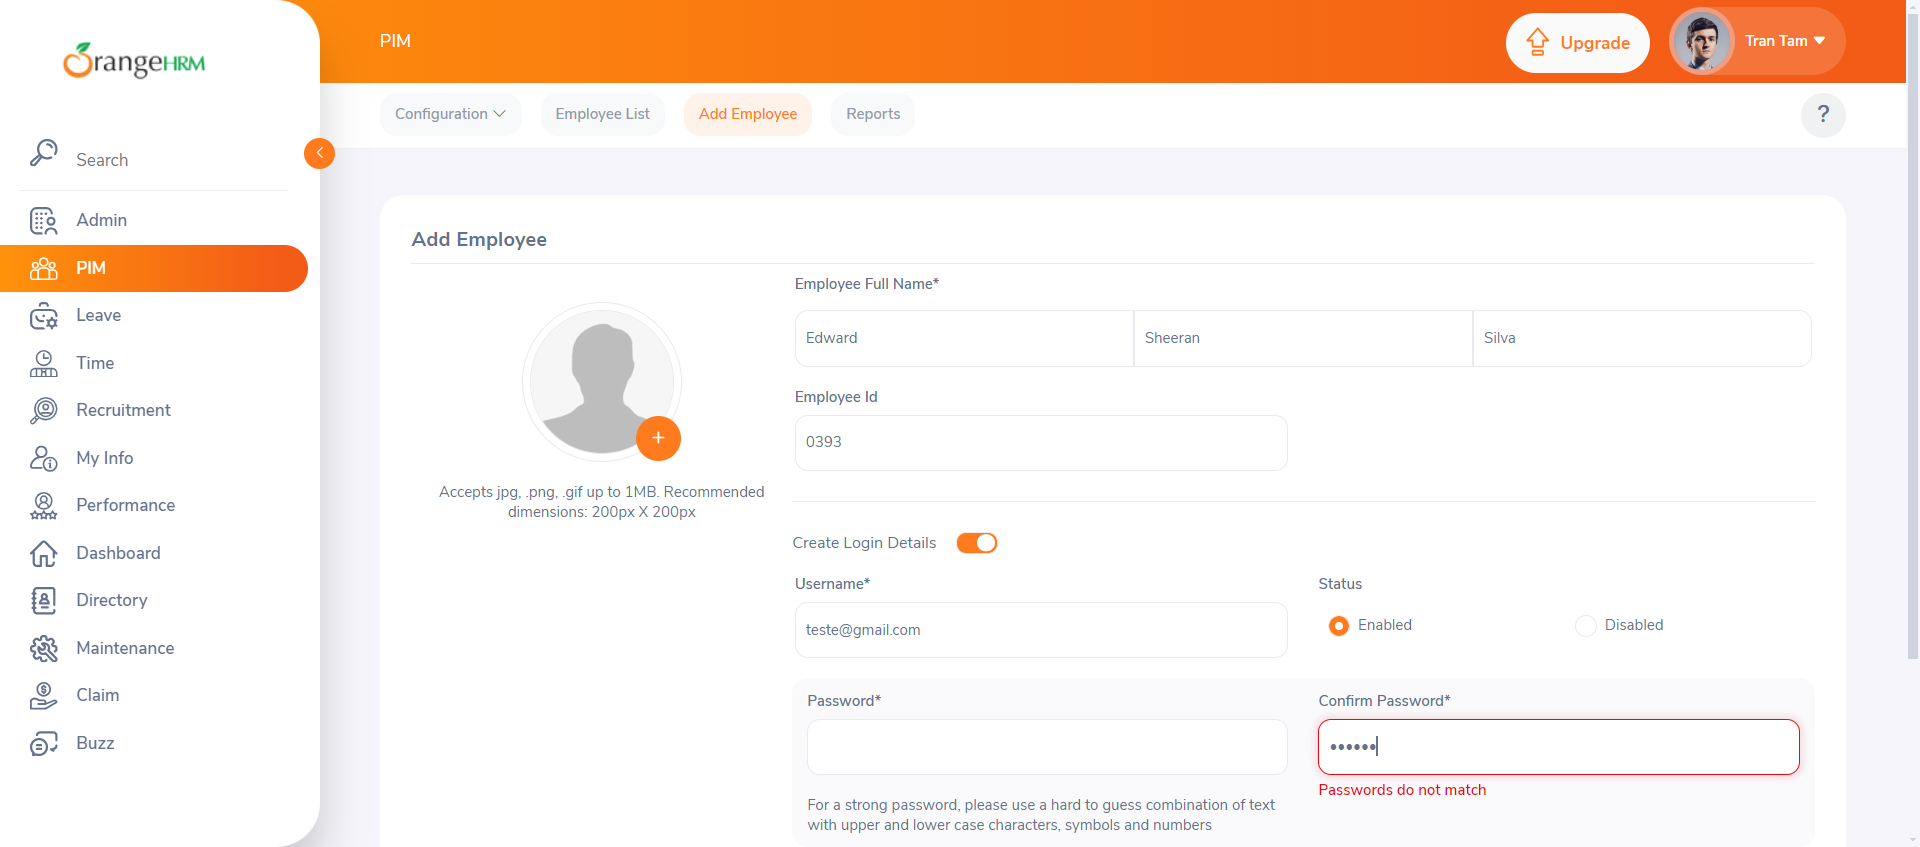 OrangeHRM
PIM
Upgrade
Tran Tam
Configuration
Employee List
Add Employee
Reports
?
Search
Admin
PIM
Leave
Time
Recruitment
My Info
Performance
Dashboard
Directory
Maintenance
Claim
Buzz
Add Employee
Accepts jpg, .png, .gif up to 1MB. Recommended
dimensions: 200px X 200px
Employee Full Name*
Edward
Sheeran
Silva
Employee Id
0393
Create Login Details
Username*
teste@gmail.com
Status
Enabled
Disabled
Password*
For a strong password, please use a hard to guess combination of text
with upper and lower case characters, symbols and numbers
Confirm Password*
••••••
Passwords do not match